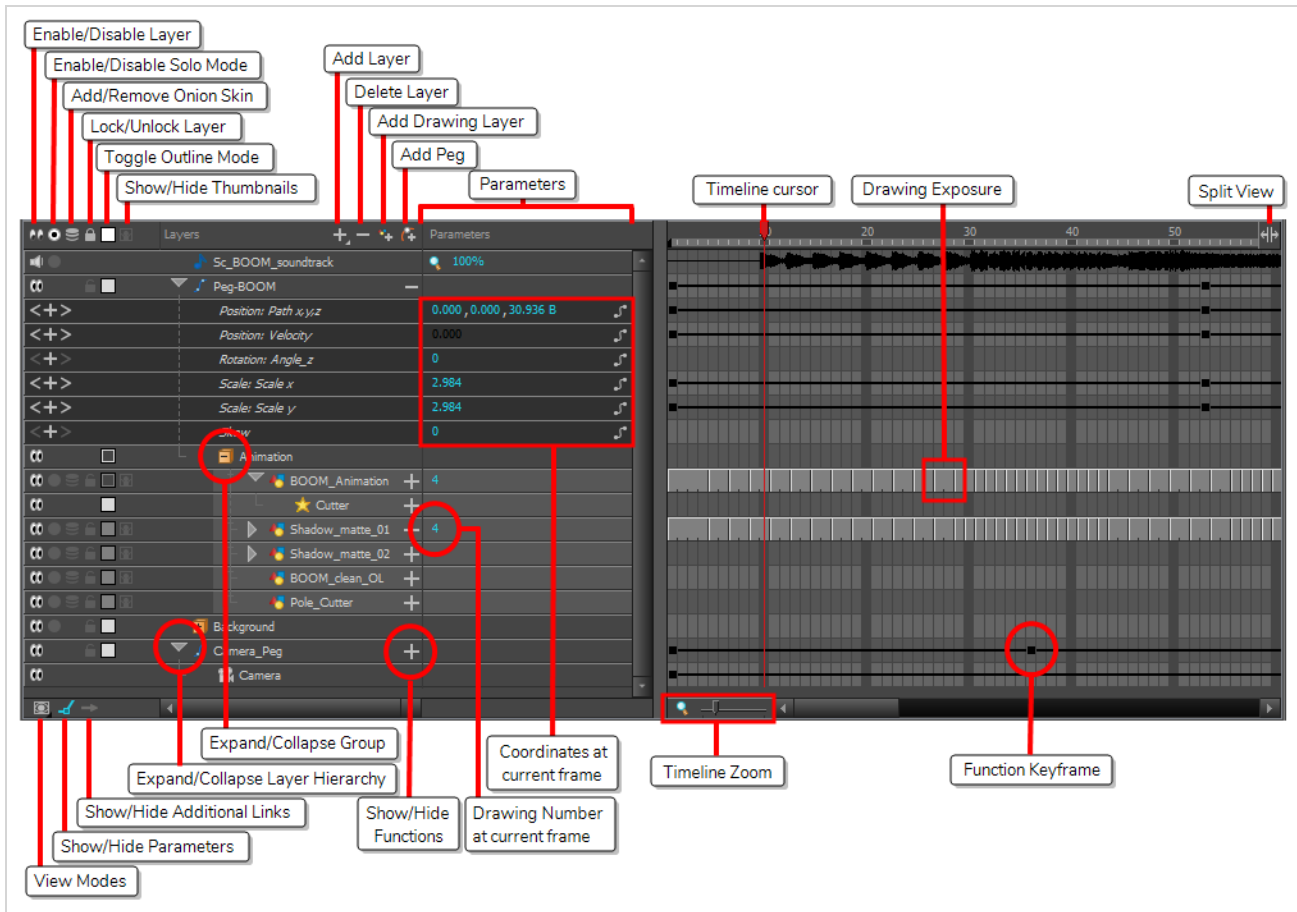 Enable/Disable Layer
Enable/Disable Solo Mode
Add/Remove Onion Skin
Lock/Unlock Layer
Toggle Outline Mode
Show/Hide Thumbnails
Add Layer
Delete Layer
Add Drawing Layer
Add Peg
Parameters
Timeline cursor
Drawing Exposure
Split View
Layers
Parameters
20 30 40 50
Sc_BOOM_soundtrack 100%
Peg-BOOM
Position: Path x,y,z 0.000 , 0.000 , 30.936 B
Position: Velocity 0.000
Rotation: Angle_z 0
Scale: Scale x 2.984
Scale: Scale y 2.984
Skew 0
Animation
BOOM_Animation 4
Cutter
Shadow_matte_01 4
Shadow_matte_02
BOOM_clean_OL
Pole_Cutter
Background
Camera_Peg
Camera
Expand/Collapse Group
Expand/Collapse Layer Hierarchy
Show/Hide Additional Links
Show/Hide Parameters
View Modes
Show/Hide
Functions
Coordinates at
current frame
Drawing Number
at current frame
Timeline Zoom
Function Keyframe